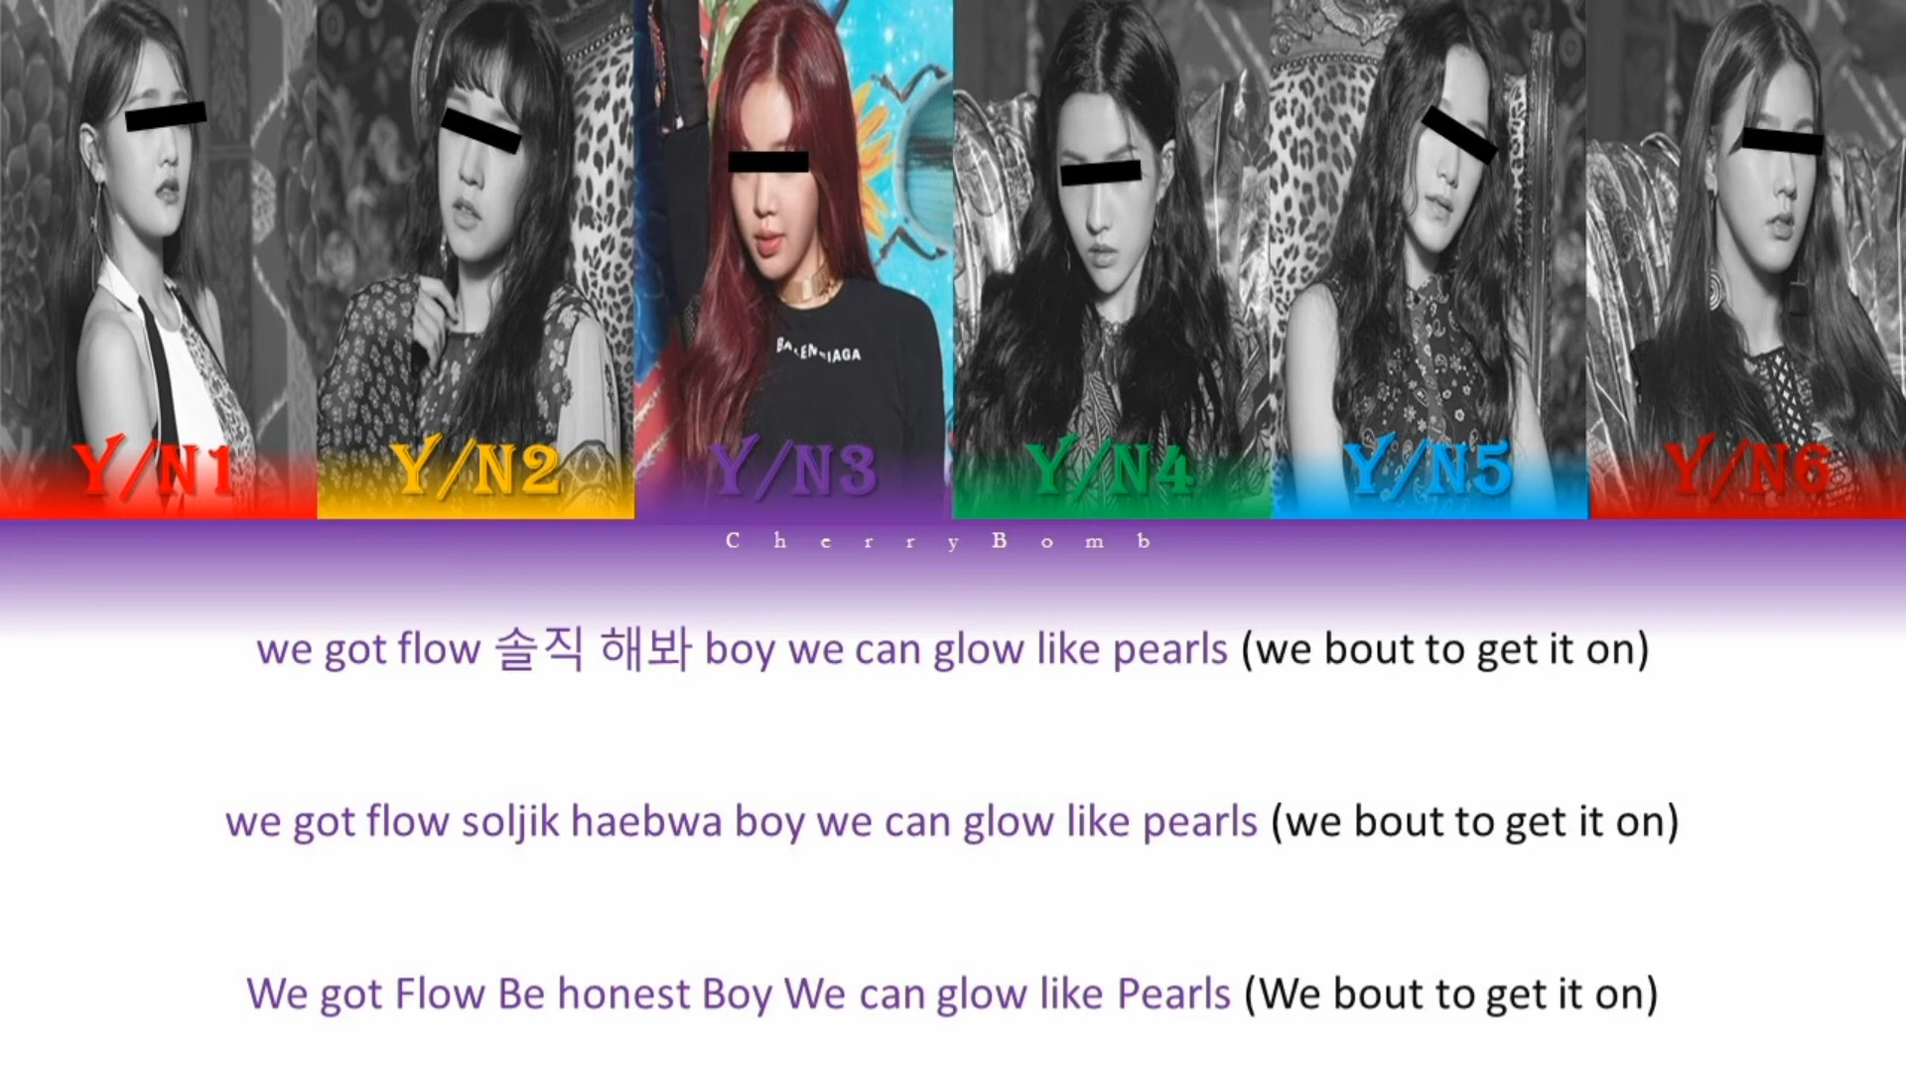 BALENCIAGA
Y/N1 Y/N2 Y/N3 Y/N4 Y/N5 Y/N6
CherryBomb
we got flow 솔직 해봐 boy we can glow like pearls (we bout to get it on)
we got flow soljik haebwa boy we can glow like pearls (we bout to get it on)
We got Flow Be honest Boy We can glow like Pearls (We bout to get it on)